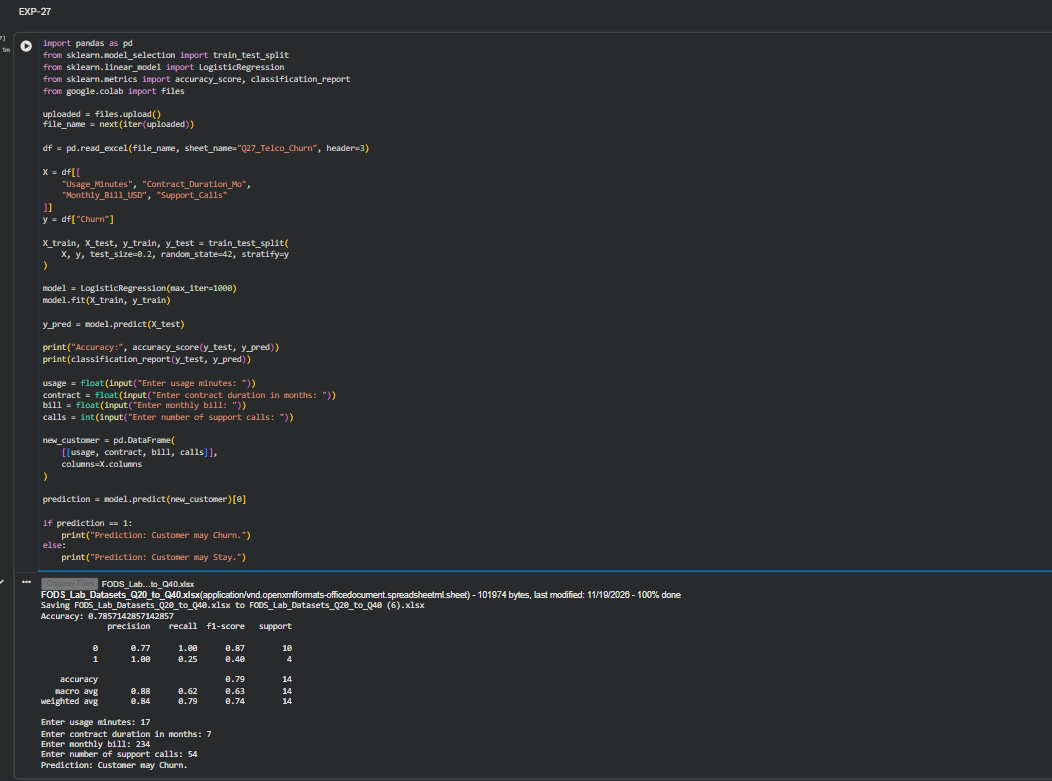 EXP-27
7]
1m
import pandas as pd
from sklearn.model_selection import train_test_split
from sklearn.linear_model import LogisticRegression
from sklearn.metrics import accuracy_score, classification_report
from google.colab import files
uploaded = files.upload()
file_name = next(iter(uploaded))
df = pd.read_excel(file_name, sheet_name="Q27_Telco_Churn", header=3)
X = df[[
"Usage_Minutes", "Contract_Duration_Mo",
"Monthly_Bill_USD", "Support_Calls"
]]
y = df["Churn"]
X_train, X_test, y_train, y_test = train_test_split(
X, y, test_size=0.2, random_state=42, stratify=y
)
model = LogisticRegression(max_iter=1000)
model.fit(X_train, y_train)
y_pred = model.predict(X_test)
print("Accuracy:", accuracy_score(y_test, y_pred))
print(classification_report(y_test, y_pred))
usage = float(input("Enter usage minutes: "))
contract = float(input("Enter contract duration in months: "))
bill = float(input("Enter monthly bill: "))
calls = int(input("Enter number of support calls: "))
new_customer = pd.DataFrame(
[[usage, contract, bill, calls]],
columns=X.columns
)
prediction = model.predict(new_customer)[0]
if prediction == 1:
print("Prediction: Customer may Churn.")
else:
print("Prediction: Customer may Stay.")
Choose Files FODS_Lab...to_Q40.xlsx
FODS_Lab_Datasets_Q20_to_Q40.xlsx(application/vnd.openxmlformats-officedocument.spreadsheetml.sheet) - 101974 bytes, last modified: 11/19/2026 - 100% done
Saving FODS_Lab_Datasets_Q20_to_Q40.xlsx to FODS_Lab_Datasets_Q20_to_Q40 (6).xlsx
Accuracy: 0.7857142857142857
precision recall f1-score support
0 0.77 1.00 0.87 10
1 1.00 0.25 0.40 4
accuracy 0.79 14
macro avg 0.88 0.62 0.63 14
weighted avg 0.84 0.79 0.74 14
Enter usage minutes: 17
Enter contract duration in months: 7
Enter monthly bill: 234
Enter number of support calls: 54
Prediction: Customer may Churn.